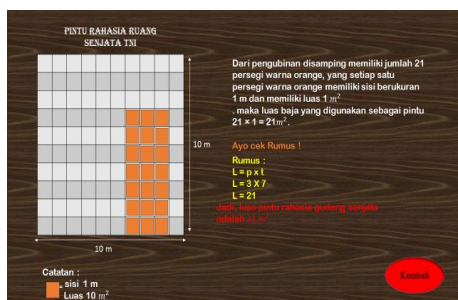 PINTU RAHASIA RUANG
SENJATA TNI
Dari pengubinan disamping memiliki jumlah 21
persegi warna orange, yang setiap satu
persegi warna orange memiliki sisi berukuran
1 m dan memiliki luas 1 m²
. maka luas baja yang digunakan sebagai pintu
21 × 1 = 21m².
10 m
Ayo cek Rumus !
Rumus :
L = p x t
L = 3 X 7
L = 21
Jadi, luas pintu rahasia gudang senjata
adalah 21 m²
10 m
Catatan :
sisi 1 m
Luas 10 m²
Kembali